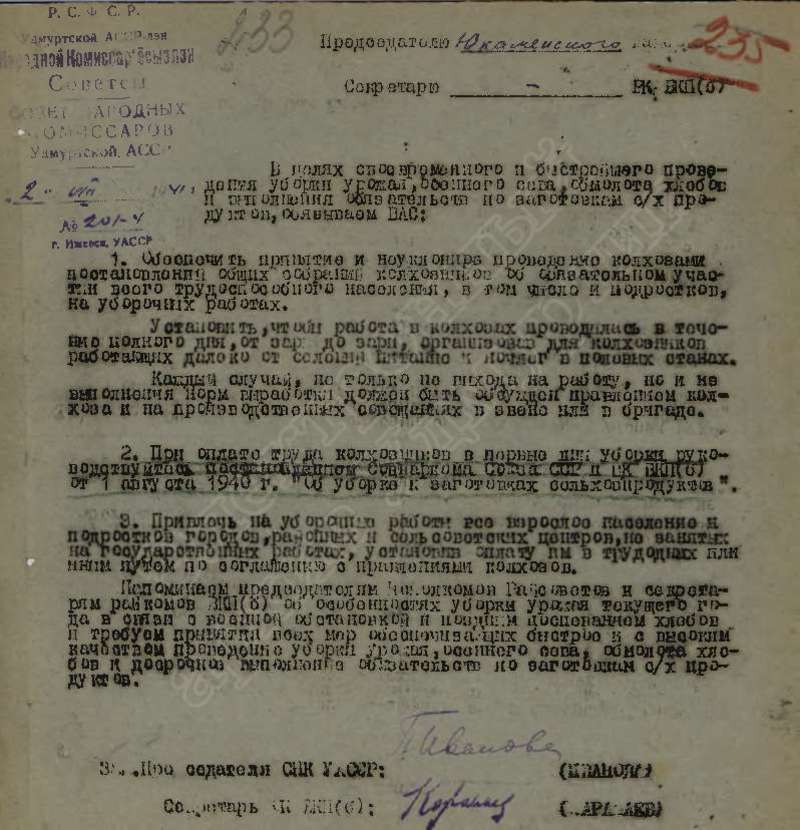 Р. С. Ф. С. Р.
233
Председателю Юкаменского
235
Секретарю — РК ВКП(б)
Советы
СОВЕТ НАРОДНЫХ
КОМИССАРОВ
Удмуртской АССР
В целях своевременного и быстрейшего прове-
дения уборки урожая, осеннего сева, обмолота хлебов
и выполнения обязательств по заготовкам с/х про-
дуктов, обязываем ВАС:
№ 201-4
г. Ижевск, УАССР
1. Обеспечить принятие и неуклонное проведение колхозами
постановлений общих собраний колхозников об обязательном учас-
тии всего трудоспособного населения, в том числе и подростков,
на уборочных работах.
Установить, чтобы работа в колхозах проводилась в тече-
ние полного дня, от зари до зари, организовав для колхозников
работающих далеко от селений питание и ночлег в полевых станах.
Каждый случай, не только не выхода на работу, но и не
выполнения норм выработки должен быть обсужден правлением кол-
хоза и на производственных совещаниях в звене или в бригаде.
2. При оплате труда колхозников в первые дни уборки руко-
водствуйтесь постановлением Совнаркома Союза ССР и ЦК ВКП(б)
от 1 августа 1940 г. "Об уборке и заготовках сельхозпродуктов".
3. Привлечь на уборочные работы все взрослое население и
подростков городов, районных и сельсоветских центров, не занятых
на государственных работах, установив оплату им в трудоднях или
иным путем по соглашению с правлениями колхозов.
Напоминаем председателям Исполкомов Райсоветов и секрета-
рям райкомов ВКП(б) об особенностях уборки урожая текущего го-
да в связи с военной обстановкой и поздним доспеванием хлебов
и требуем принятия всех мер обеспечивающих быстрое и с высоким
качеством проведение уборки урожая, осеннего сева, обмолота хле-
бов и досрочное выполнение обязательств по заготовкам с/х про-
дуктов.
Зам. Председателя СНК УАССР: (ИВАНОВА)
Секретарь ОК ВКП(б):